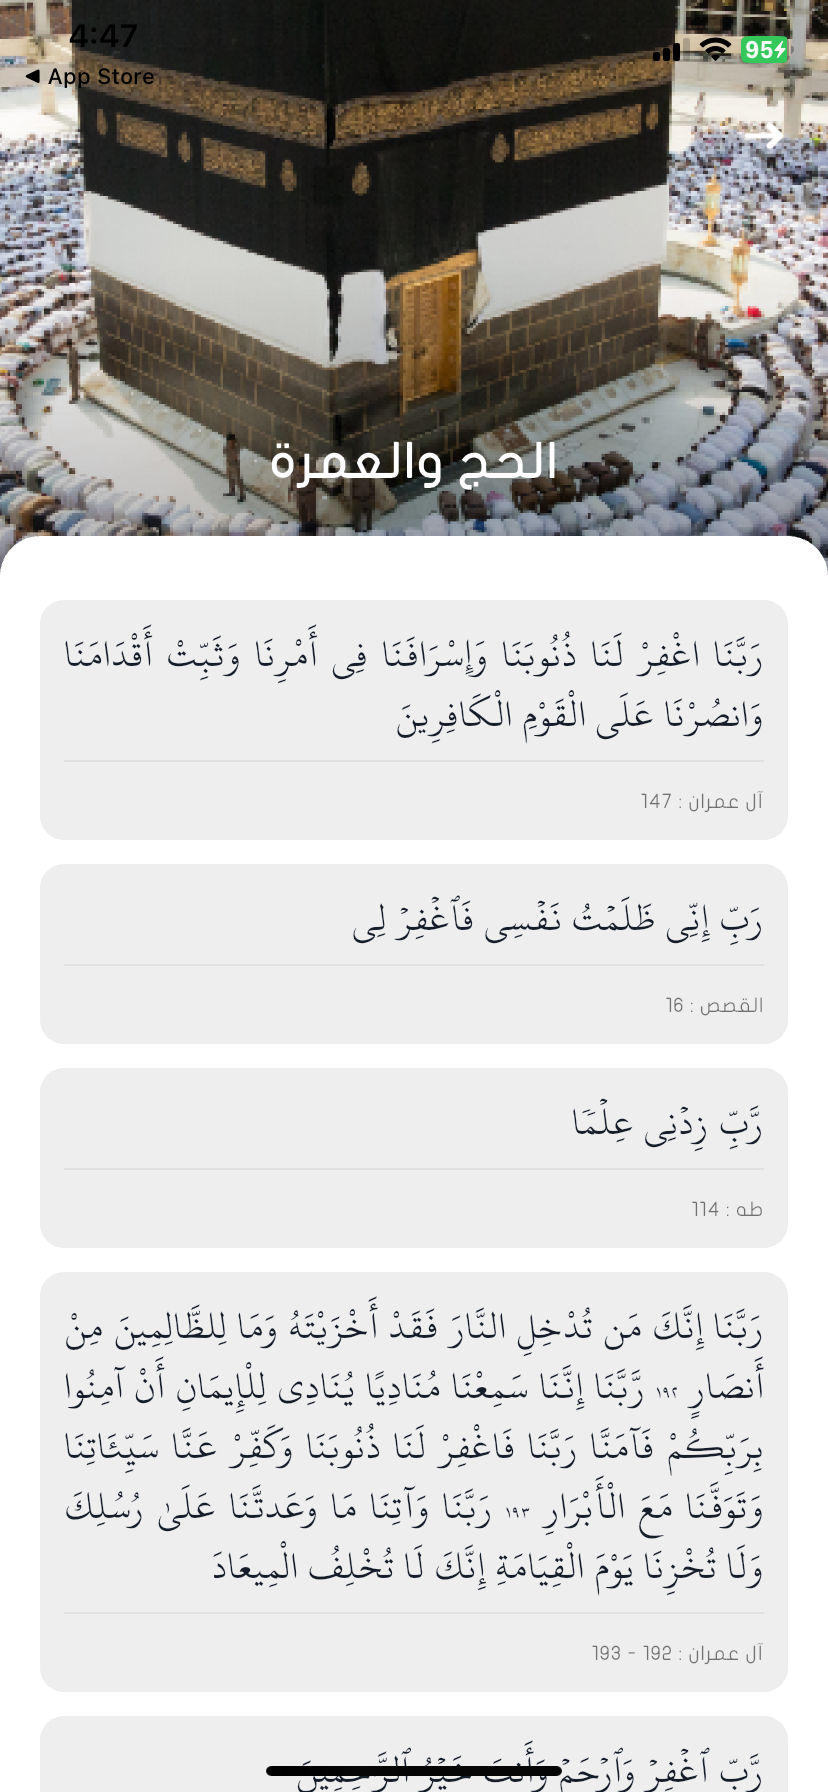 4:47
95
◀ App Store
الحج والعمرة
رَبَّنَا اغْفِرْ لَنَا ذُنُوبَنَا وَإِسْرَافَنَا فِى أَمْرِنَا وَثَبِّتْ أَقْدَامَنَا
وَانصُرْنَا عَلَى الْقَوْمِ الْكَافِرِينَ
آل عمران : 147
رَبِّ إِنِّى ظَلَمْتُ نَفْسِى فَٱغْفِرْ لِى
القصص : 16
رَّبِّ زِدْنِى عِلْمًا
طه : 114
رَبَّنَا إِنَّكَ مَن تُدْخِلِ النَّارَ فَقَدْ أَخْزَيْتَهُ وَمَا لِلظَّالِمِينَ مِنْ
أَنصَارٍ ١٩٢ رَّبَّنَا إِنَّنَا سَمِعْنَا مُنَادِيًا يُنَادِى لِلْإِيمَانِ أَنْ آمِنُوا
بِرَبِّكُمْ فَآمَنَّا رَبَّنَا فَاغْفِرْ لَنَا ذُنُوبَنَا وَكَفِّرْ عَنَّا سَيِّئَاتِنَا
وَتَوَفَّنَا مَعَ الْأَبْرَارِ ١٩٣ رَبَّنَا وَآتِنَا مَا وَعَدتَّنَا عَلَىٰ رُسُلِكَ
وَلَا تُخْزِنَا يَوْمَ الْقِيَامَةِ إِنَّكَ لَا تُخْلِفُ الْمِيعَادَ
آل عمران : 192 - 193
رَّبِّ ٱغْفِرْ وَٱرْحَمْ وَأَنتَ خَيْرُ ٱلرَّٰحِمِينَ